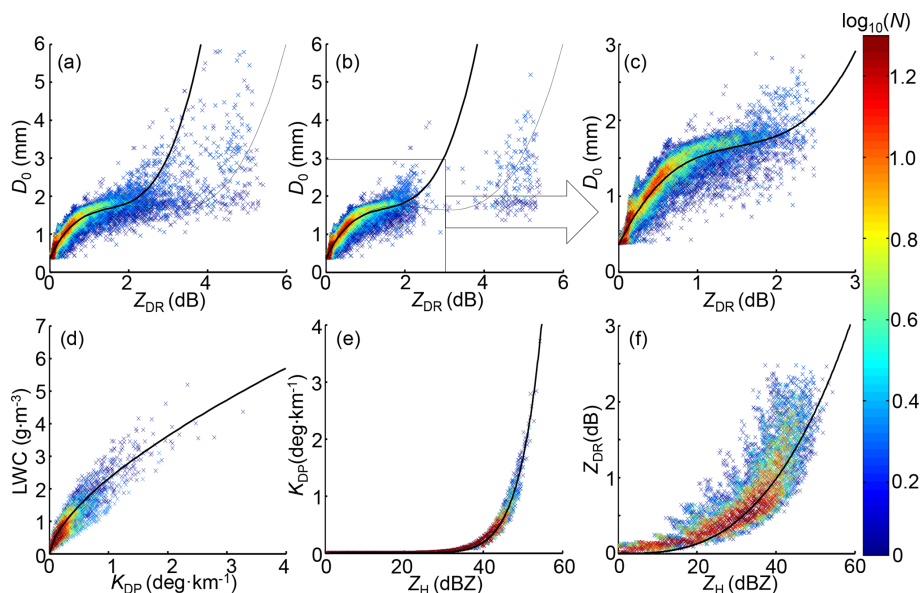 log10(N)
(a)
D0 (mm)
6
5
4
3
2
1
0
0 2 4 6
ZDR (dB)
(b)
D0 (mm)
6
5
4
3
2
1
0
0 2 4 6
ZDR (dB)
(c)
D0 (mm)
3
2
1
0
0 1 2 3
ZDR (dB)
1.2
1.0
0.8
0.6
0.4
0.2
0
(d)
LWC (g·m-3)
7
6
5
4
3
2
1
0
0 1 2 3 4
KDP (deg·km-1)
(e)
KDP(deg·km-1)
4
3
2
1
0
0 20 40 60
ZH (dBZ)
(f)
ZDR(dB)
3
2
1
0
0 20 40 60
ZH (dBZ)